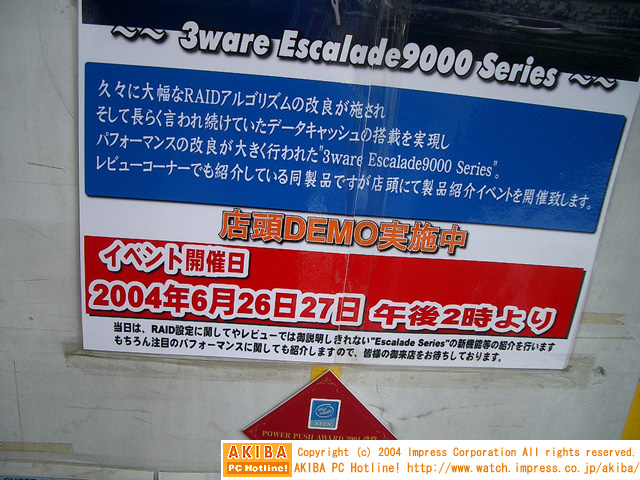 ～～ 3ware Escalade9000 Series ～～
久々に大幅なRAIDアルゴリズムの改良が施され
そして長らく言われ続けていたデータキャッシュの搭載を実現し
パフォーマンスの改良が大きく行われた"3ware Escalade9000 Series"。
レビューコーナーでも紹介している同製品ですが店頭にて製品紹介イベントを開催致します。
店頭DEMO実施中
イベント開催日
2004年6月26日27日 午後2時より
当日は、RAID設定に関してやレビューでは御説明しきれない"Escalade Series"の新機能等の紹介を行います
もちろん注目のパフォーマンスに関しても紹介しますので、皆様の御来店をお待ちしております。
intel
XEON
POWER PUSH AWARD 2004
AKIBA
PC Hotline!
Copyright (c) 2004 Impress Corporation All rights reserved.
AKIBA PC Hotline! http://www.watch.impress.co.jp/akiba/